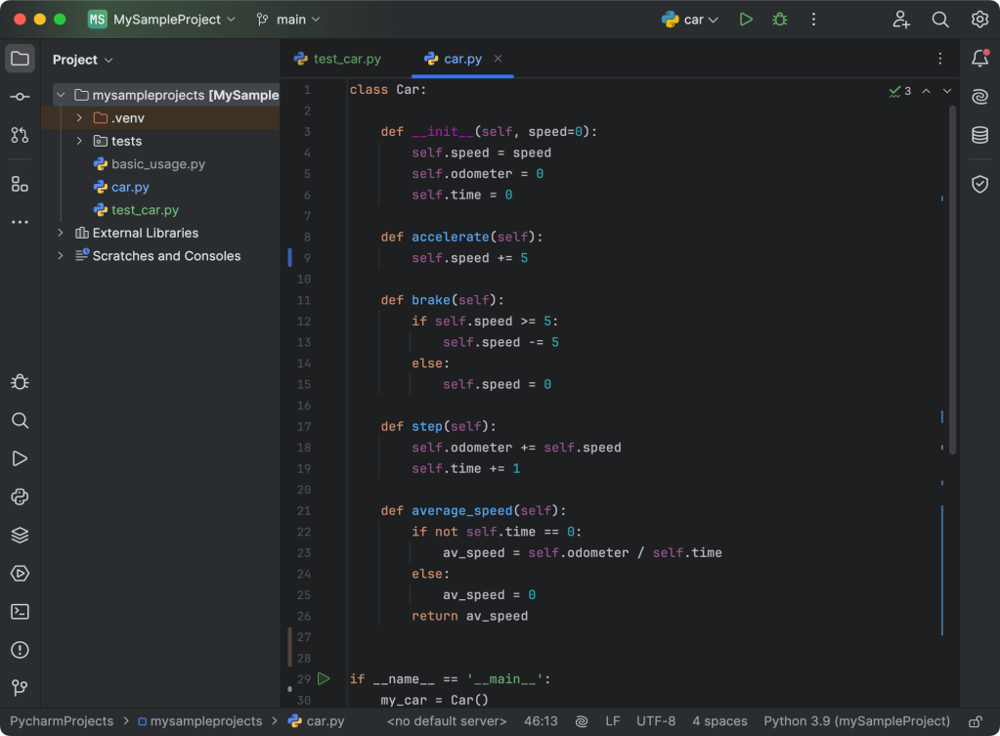 MS MySampleProject main car
Project
test_car.py car.py
mysampleprojects [MySample
.venv
tests
basic_usage.py
car.py
test_car.py
External Libraries
Scratches and Consoles
3
1 class Car:
2
3 def __init__(self, speed=0):
4 self.speed = speed
5 self.odometer = 0
6 self.time = 0
7
8 def accelerate(self):
9 self.speed += 5
10
11 def brake(self):
12 if self.speed >= 5:
13 self.speed -= 5
14 else:
15 self.speed = 0
16
17 def step(self):
18 self.odometer += self.speed
19 self.time += 1
20
21 def average_speed(self):
22 if not self.time == 0:
23 av_speed = self.odometer / self.time
24 else:
25 av_speed = 0
26 return av_speed
27
28
29 if __name__ == '__main__':
30 my_car = Car()
PycharmProjects mysampleprojects car.py <no default server> 46:13 LF UTF-8 4 spaces Python 3.9 (mySampleProject)